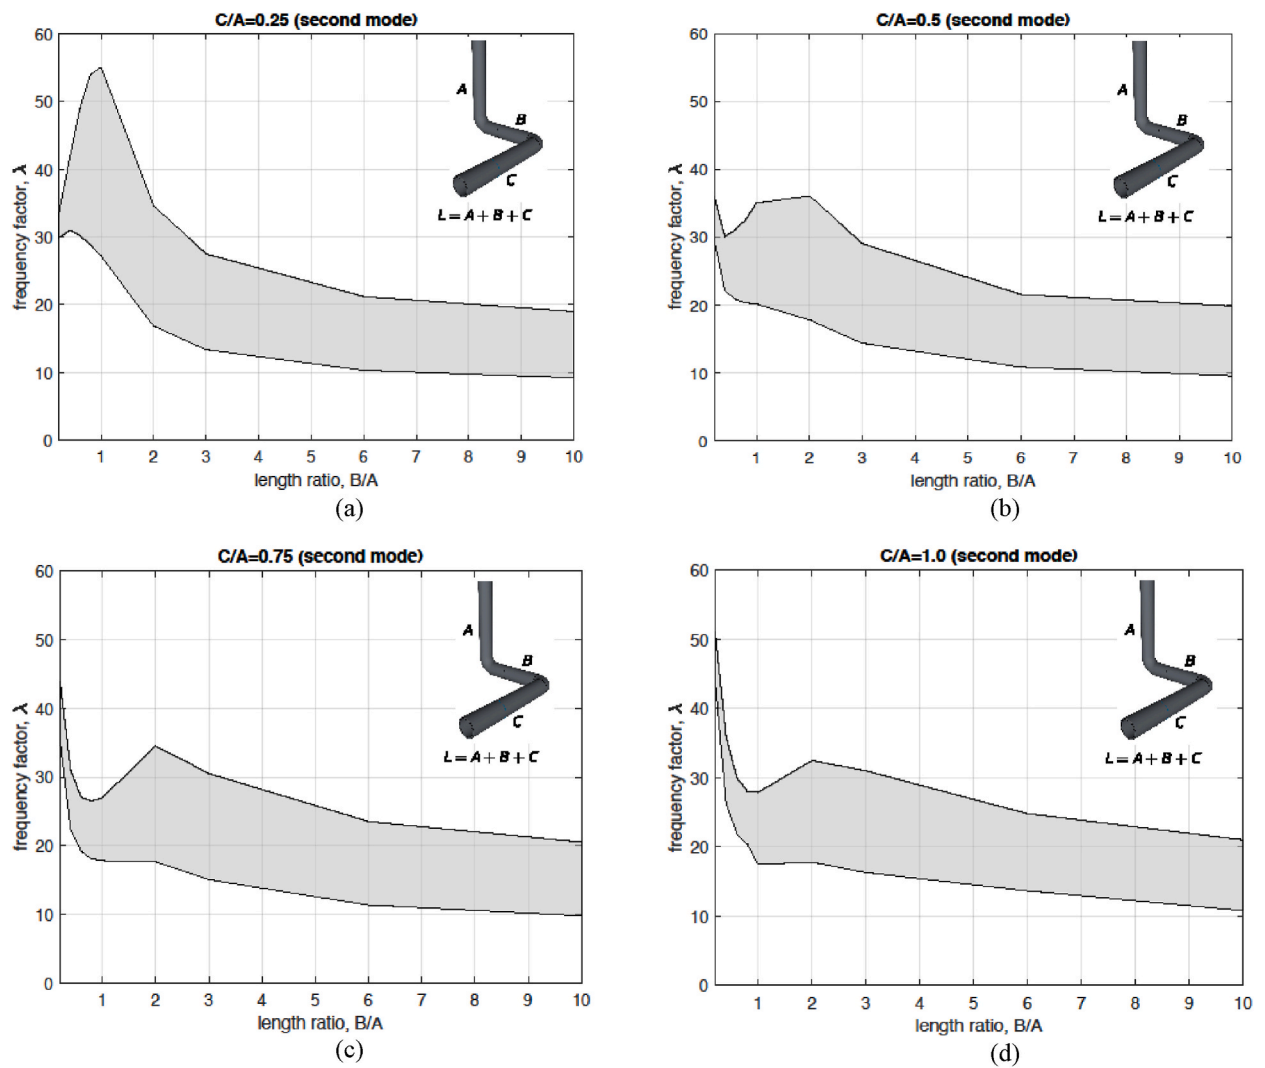 C/A=0.25 (second mode)
60
50
40
30
20
10
0
frequency factor, λ
A
B
C
L = A + B + C
1 2 3 4 5 6 7 8 9 10
length ratio, B/A
(a)
C/A=0.5 (second mode)
60
50
40
30
20
10
0
frequency factor, λ
A
B
C
L = A + B + C
1 2 3 4 5 6 7 8 9 10
length ratio, B/A
(b)
C/A=0.75 (second mode)
60
50
40
30
20
10
0
frequency factor, λ
A
B
C
L = A + B + C
1 2 3 4 5 6 7 8 9 10
length ratio, B/A
(c)
C/A=1.0 (second mode)
60
50
40
30
20
10
0
frequency factor, λ
A
B
C
L = A + B + C
1 2 3 4 5 6 7 8 9 10
length ratio, B/A
(d)